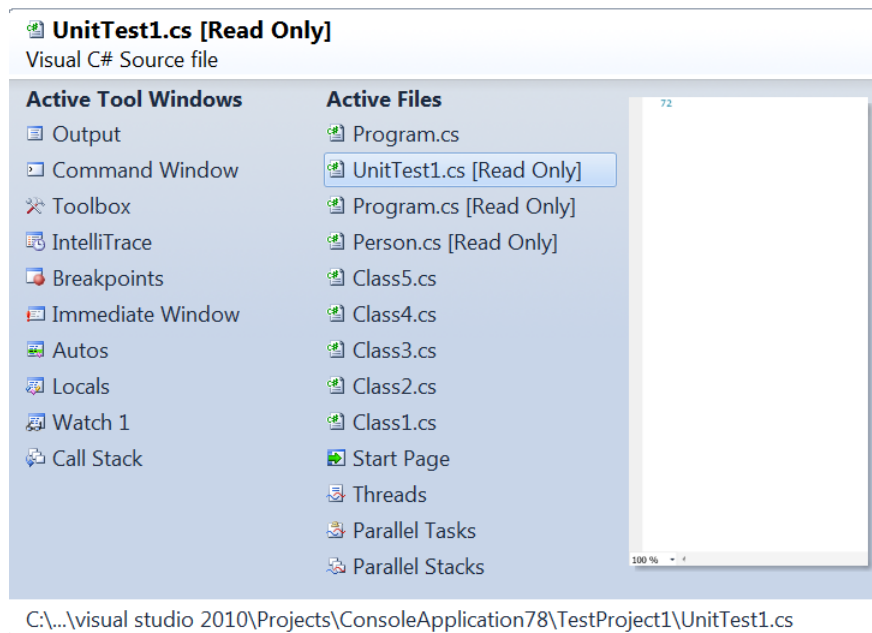 UnitTest1.cs [Read Only]
Visual C# Source file
Active Tool Windows
Output
Command Window
Toolbox
IntelliTrace
Breakpoints
Immediate Window
Autos
Locals
Watch 1
Call Stack
Active Files
Program.cs
UnitTest1.cs [Read Only]
Program.cs [Read Only]
Person.cs [Read Only]
Class5.cs
Class4.cs
Class3.cs
Class2.cs
Class1.cs
Start Page
Threads
Parallel Tasks
Parallel Stacks
72
100 %
C:\...\visual studio 2010\Projects\ConsoleApplication78\TestProject1\UnitTest1.cs